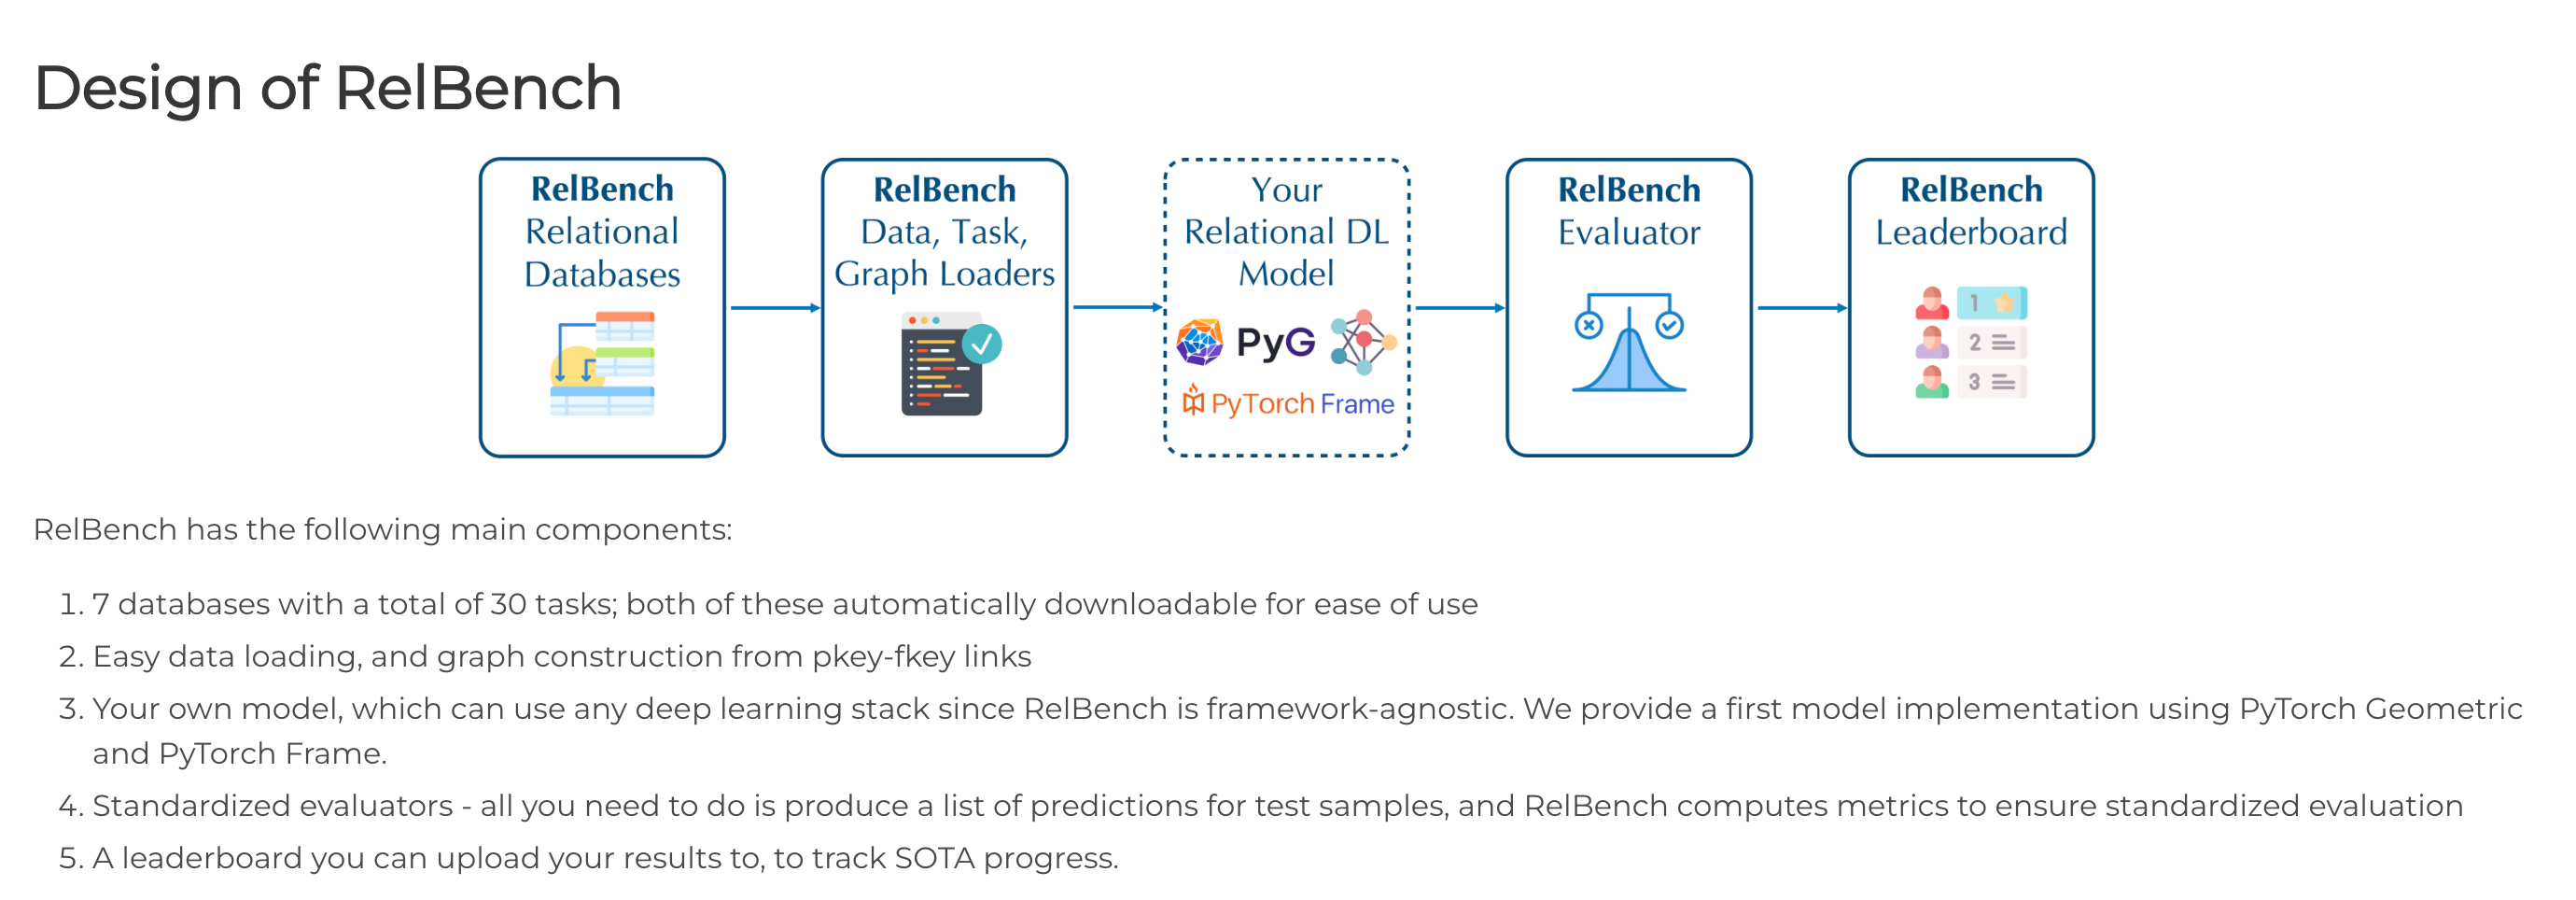 Design of RelBench
RelBench
Relational
Databases
RelBench
Data, Task,
Graph Loaders
Your
Relational DL
Model
PyG
PyTorch Frame
RelBench
Evaluator
RelBench
Leaderboard
1
2
3
RelBench has the following main components:
1. 7 databases with a total of 30 tasks; both of these automatically downloadable for ease of use
2. Easy data loading, and graph construction from pkey-fkey links
3. Your own model, which can use any deep learning stack since RelBench is framework-agnostic. We provide a first model implementation using PyTorch Geometric
and PyTorch Frame.
4. Standardized evaluators - all you need to do is produce a list of predictions for test samples, and RelBench computes metrics to ensure standardized evaluation
5. A leaderboard you can upload your results to, to track SOTA progress.